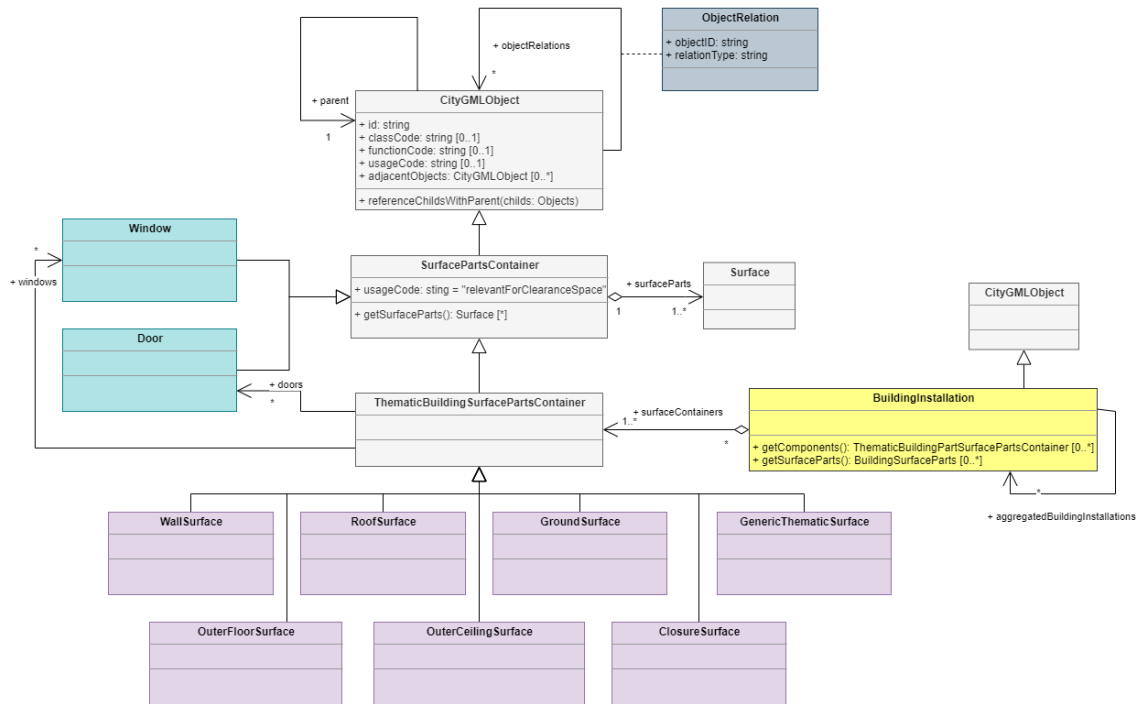 ObjectRelation
+ objectID: string
+ relationType: string
+ objectRelations
*
+ parent
1
CityGMLObject
+ id: string
+ classCode: string [0..1]
+ functionCode: string [0..1]
+ usageCode: string [0..1]
+ adjacentObjects: CityGMLObject [0..*]
+ referenceChildsWithParent(childs: Objects)
Window
*
+ windows
SurfacePartsContainer
+ usageCode: sting = "relevantForClearanceSpace"
+ getSurfaceParts(): Surface [*]
+ surfaceParts
1
1..*
Surface
CityGMLObject
Door
+ doors
*
ThematicBuildingSurfacePartsContainer
+ surfaceContainers
1..*
*
BuildingInstallation
+ getComponents(): ThematicBuildingPartSurfacePartsContainer [0..*]
+ getSurfaceParts(): BuildingSurfaceParts [0..*]
*
+ aggregatedBuildingInstallations
WallSurface
RoofSurface
GroundSurface
GenericThematicSurface
OuterFloorSurface
OuterCeilingSurface
ClosureSurface